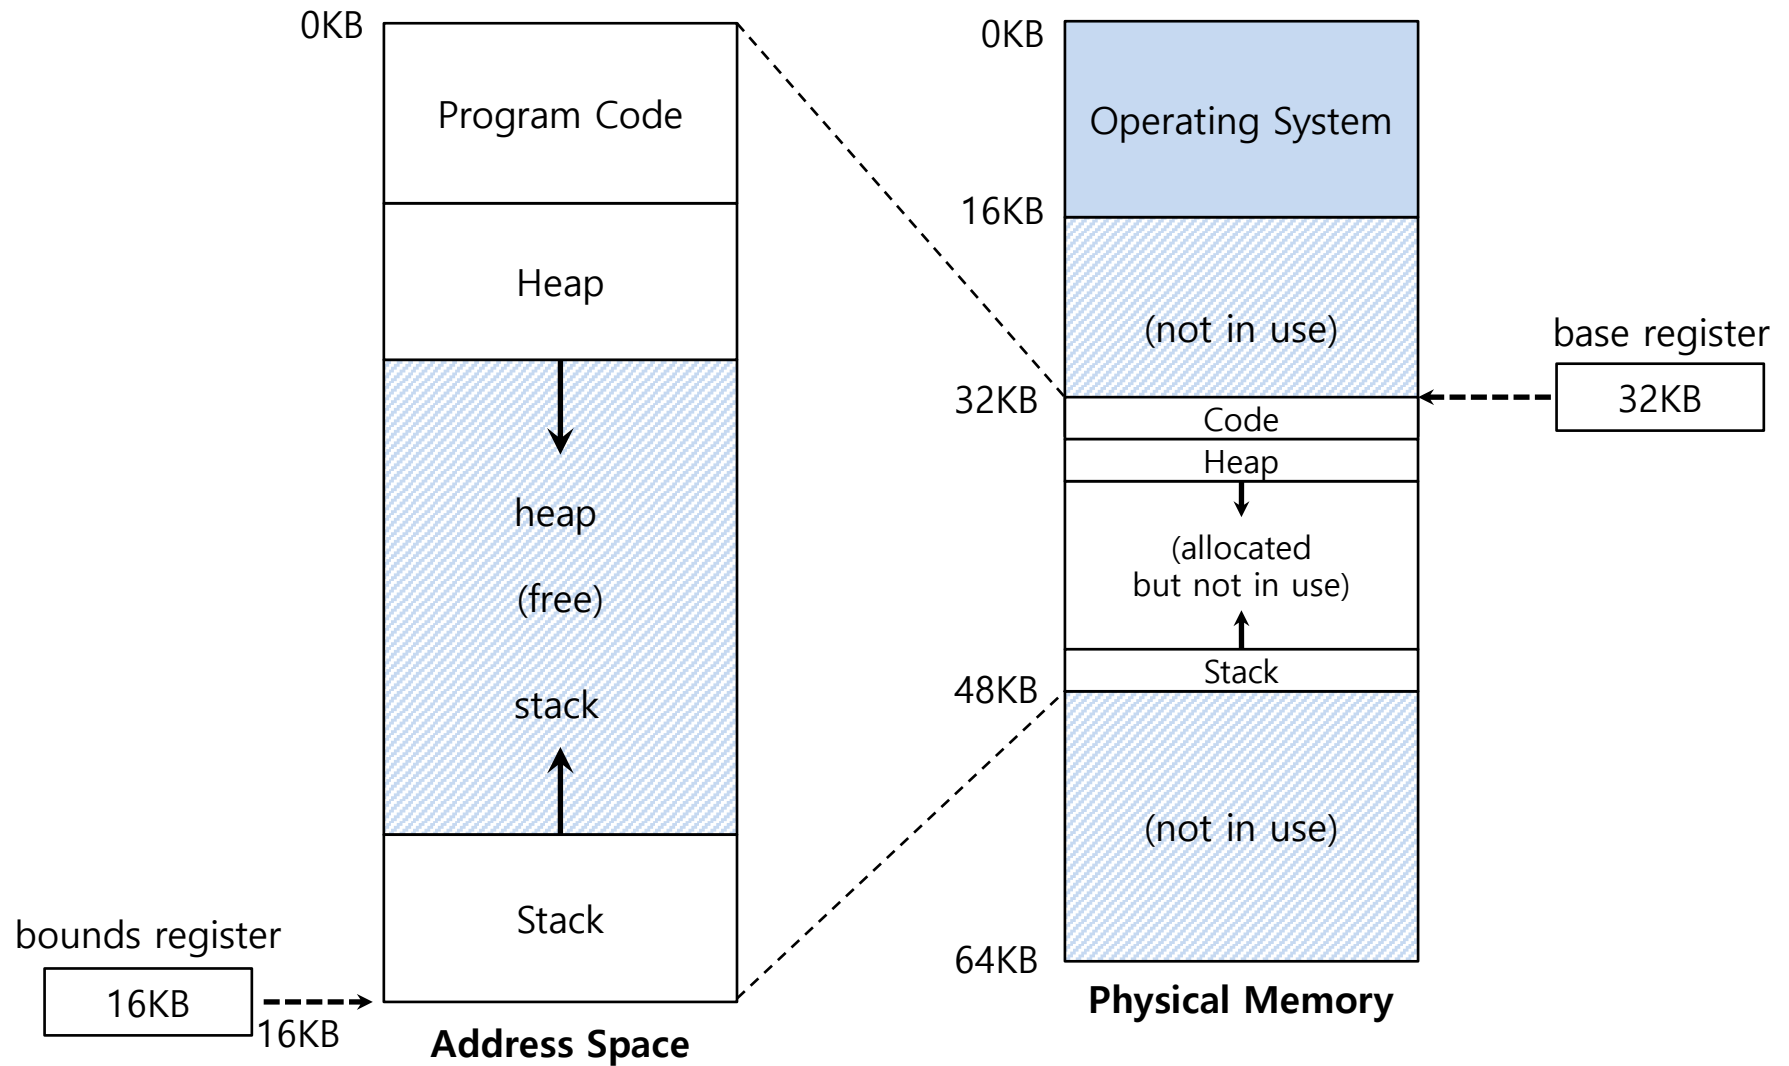 0KB
Program Code
Heap
heap
(free)
stack
Stack
bounds register
16KB
16KB
Address Space
0KB
Operating System
16KB
(not in use)
32KB
Code
Heap
(allocated
but not in use)
Stack
48KB
(not in use)
64KB
Physical Memory
base register
32KB